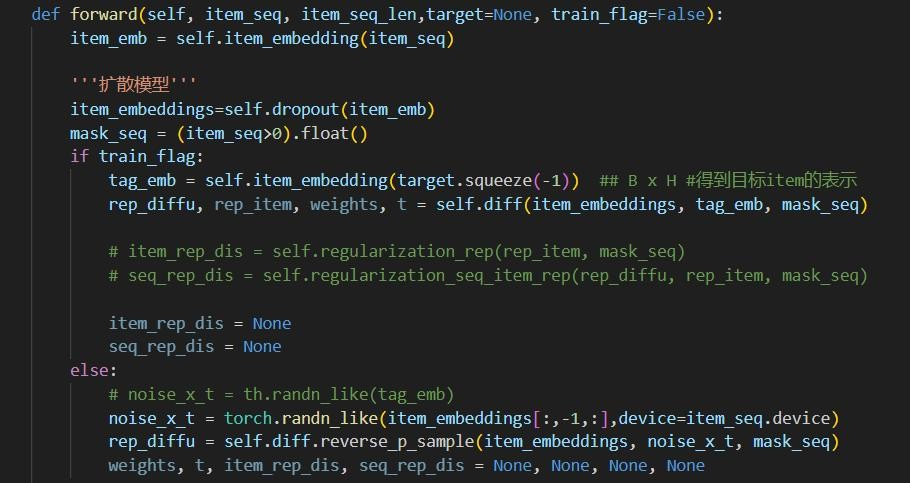 def forward(self, item_seq, item_seq_len,target=None, train_flag=False):
    item_emb = self.item_embedding(item_seq)

    '''扩散模型'''
    item_embeddings=self.dropout(item_emb)
    mask_seq = (item_seq>0).float()
    if train_flag:
        tag_emb = self.item_embedding(target.squeeze(-1))  ## B x H #得到目标item的表示
        rep_diffu, rep_item, weights, t = self.diff(item_embeddings, tag_emb, mask_seq)

        # item_rep_dis = self.regularization_rep(rep_item, mask_seq)
        # seq_rep_dis = self.regularization_seq_item_rep(rep_diffu, rep_item, mask_seq)

        item_rep_dis = None
        seq_rep_dis = None
    else:
        # noise_x_t = th.randn_like(tag_emb)
        noise_x_t = torch.randn_like(item_embeddings[:,-1,:],device=item_seq.device)
        rep_diffu = self.diff.reverse_p_sample(item_embeddings, noise_x_t, mask_seq)
        weights, t, item_rep_dis, seq_rep_dis = None, None, None, None